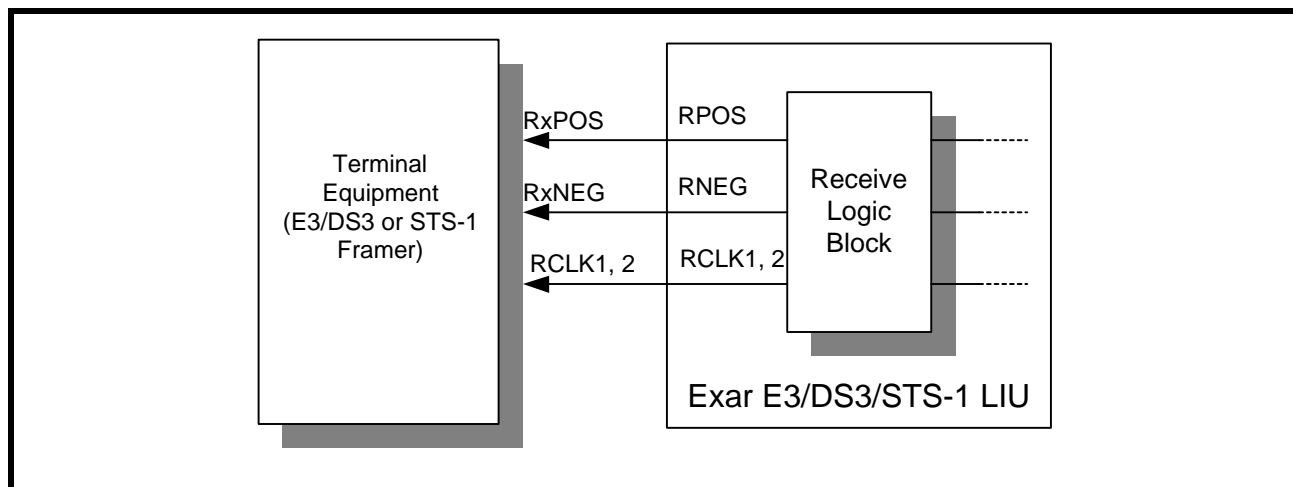 RxPOS
RPOS
Terminal
Equipment
(E3/DS3 or STS-1
Framer)
RxNEG
RNEG
Receive
Logic
Block
RCLK1, 2
RCLK1, 2
Exar E3/DS3/STS-1 LIU